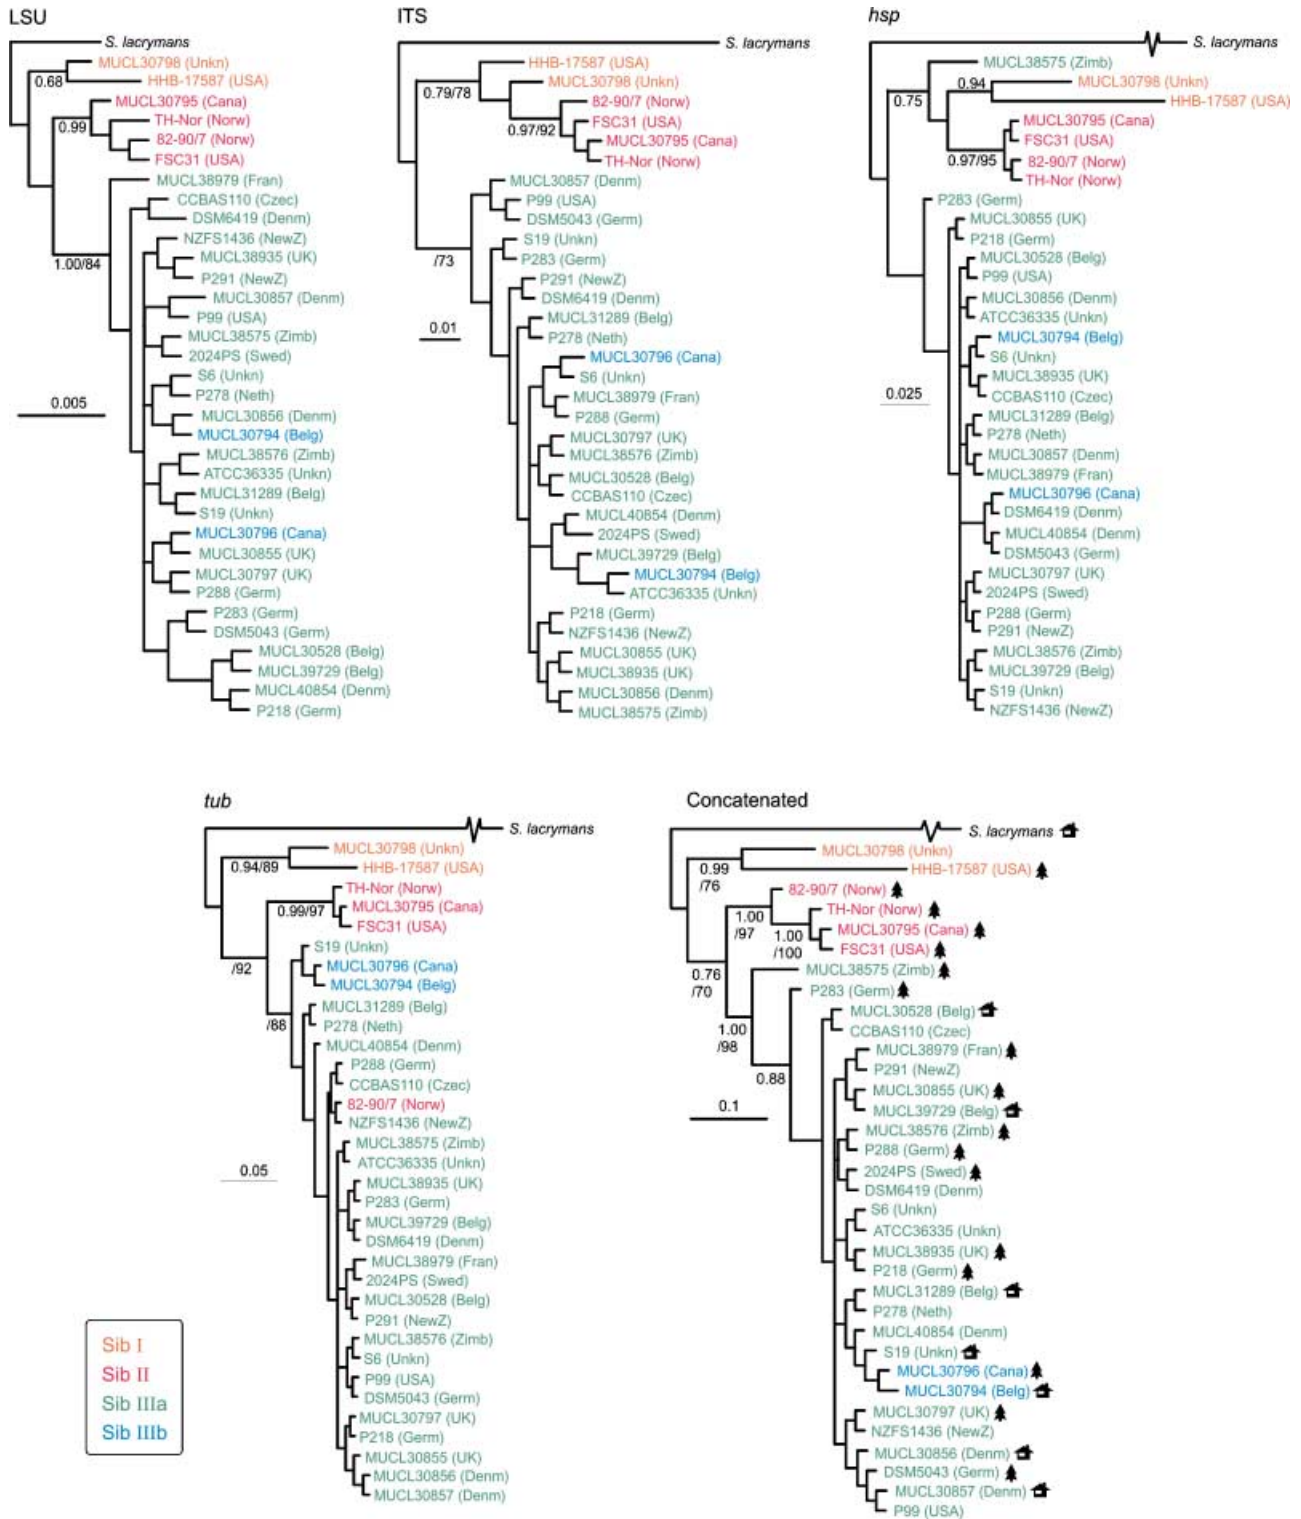 LSU
S. lacrymans
MUCL30798 (Unkn)
0.68
HHB-17587 (USA)
MUCL30795 (Cana)
0.99
TH-Nor (Norw)
82-90/7 (Norw)
FSC31 (USA)
MUCL38979 (Fran)
CCBAS110 (Czec)
DSM6419 (Denm)
NZFS1436 (NewZ)
MUCL38935 (UK)
1.00/84
P291 (NewZ)
MUCL30857 (Denm)
P99 (USA)
MUCL38575 (Zimb)
2024PS (Swed)
S6 (Unkn)
P278 (Neth)
0.005
MUCL30856 (Denm)
MUCL30794 (Belg)
MUCL38576 (Zimb)
ATCC36335 (Unkn)
MUCL31289 (Belg)
S19 (Unkn)
MUCL30796 (Cana)
MUCL30855 (UK)
MUCL30797 (UK)
P288 (Germ)
P283 (Germ)
DSM5043 (Germ)
MUCL30528 (Belg)
MUCL39729 (Belg)
MUCL40854 (Denm)
P218 (Germ)
ITS
S. lacrymans
HHB-17587 (USA)
MUCL30798 (Unkn)
0.79/78
82-90/7 (Norw)
FSC31 (USA)
0.97/92
MUCL30795 (Cana)
TH-Nor (Norw)
MUCL30857 (Denm)
P99 (USA)
DSM5043 (Germ)
S19 (Unkn)
/73
P283 (Germ)
P291 (NewZ)
DSM6419 (Denm)
MUCL31289 (Belg)
0.01
P278 (Neth)
MUCL30796 (Cana)
S6 (Unkn)
MUCL38979 (Fran)
P288 (Germ)
MUCL30797 (UK)
MUCL38576 (Zimb)
MUCL30528 (Belg)
CCBAS110 (Czec)
MUCL40854 (Denm)
2024PS (Swed)
MUCL39729 (Belg)
MUCL30794 (Belg)
ATCC36335 (Unkn)
P218 (Germ)
NZFS1436 (NewZ)
MUCL30855 (UK)
MUCL38935 (UK)
MUCL30856 (Denm)
MUCL38575 (Zimb)
hsp
S. lacrymans
MUCL38575 (Zimb)
0.94
MUCL30798 (Unkn)
0.75
HHB-17587 (USA)
MUCL30795 (Cana)
FSC31 (USA)
0.97/95
82-90/7 (Norw)
TH-Nor (Norw)
P283 (Germ)
MUCL30855 (UK)
P218 (Germ)
MUCL30528 (Belg)
P99 (USA)
MUCL30856 (Denm)
ATCC36335 (Unkn)
MUCL30794 (Belg)
S6 (Unkn)
MUCL38935 (UK)
0.025
CCBAS110 (Czec)
MUCL31289 (Belg)
P278 (Neth)
MUCL30857 (Denm)
MUCL38979 (Fran)
MUCL30796 (Cana)
DSM6419 (Denm)
MUCL40854 (Denm)
DSM5043 (Germ)
MUCL30797 (UK)
2024PS (Swed)
P288 (Germ)
P291 (NewZ)
MUCL38576 (Zimb)
MUCL39729 (Belg)
S19 (Unkn)
NZFS1436 (NewZ)
tub
S. lacrymans
MUCL30798 (Unkn)
0.94/89
HHB-17587 (USA)
TH-Nor (Norw)
0.99/97
MUCL30795 (Cana)
FSC31 (USA)
S19 (Unkn)
/92
MUCL30796 (Cana)
MUCL30794 (Belg)
MUCL31289 (Belg)
/88
P278 (Neth)
MUCL40854 (Denm)
P288 (Germ)
CCBAS110 (Czec)
82-90/7 (Norw)
NZFS1436 (NewZ)
MUCL38575 (Zimb)
0.05
ATCC36335 (Unkn)
MUCL38935 (UK)
P283 (Germ)
MUCL39729 (Belg)
DSM6419 (Denm)
MUCL38979 (Fran)
2024PS (Swed)
MUCL30528 (Belg)
P291 (NewZ)
MUCL38576 (Zimb)
S6 (Unkn)
P99 (USA)
DSM5043 (Germ)
MUCL30797 (UK)
P218 (Germ)
MUCL30855 (UK)
MUCL30856 (Denm)
MUCL30857 (Denm)
Sib I
Sib II
Sib IIIa
Sib IIIb
Concatenated
S. lacrymans
MUCL30798 (Unkn)
0.99
/76
HHB-17587 (USA)
82-90/7 (Norw)
1.00
/97
TH-Nor (Norw)
MUCL30795 (Cana)
1.00
/100
FSC31 (USA)
0.76
/70
MUCL38575 (Zimb)
P283 (Germ)
MUCL30528 (Belg)
1.00
/98
CCBAS110 (Czec)
MUCL38979 (Fran)
0.88
P291 (NewZ)
MUCL30855 (UK)
0.1
MUCL39729 (Belg)
MUCL38576 (Zimb)
P288 (Germ)
2024PS (Swed)
DSM6419 (Denm)
S6 (Unkn)
ATCC36335 (Unkn)
MUCL38935 (UK)
P218 (Germ)
MUCL31289 (Belg)
P278 (Neth)
MUCL40854 (Denm)
S19 (Unkn)
MUCL30796 (Cana)
MUCL30794 (Belg)
MUCL30797 (UK)
NZFS1436 (NewZ)
MUCL30856 (Denm)
DSM5043 (Germ)
MUCL30857 (Denm)
P99 (USA)